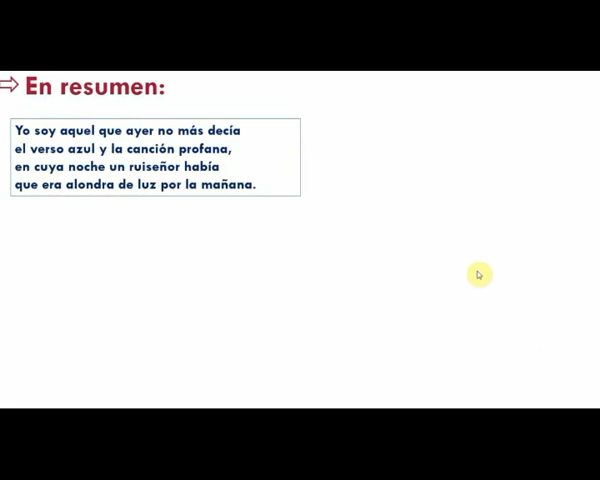 ⇨ En resumen:
Yo soy aquel que ayer no más decía
el verso azul y la canción profana,
en cuya noche un ruiseñor había
que era alondra de luz por la mañana.